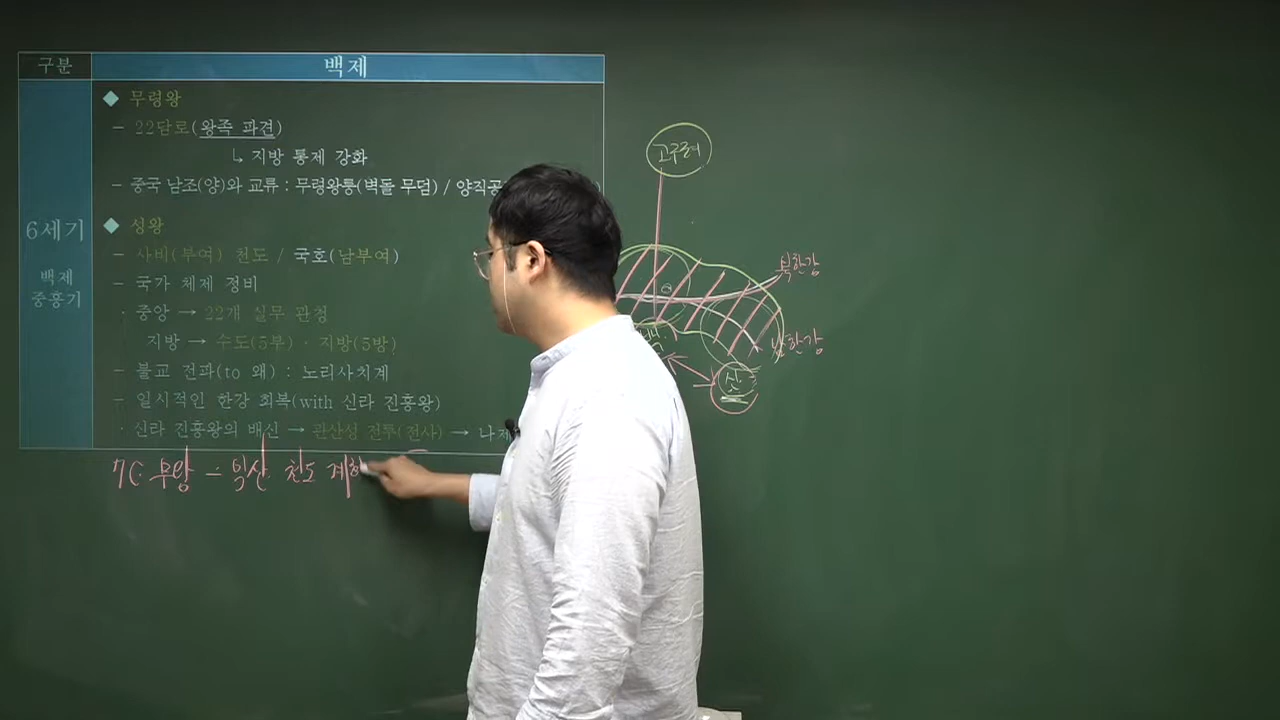 구분
백제
6세기
백제
중흥기
◆ 무령왕
- 22담로(왕족 파견)
↳ 지방 통제 강화
- 중국 남조(양)와 교류 : 무령왕릉(벽돌 무덤) / 양직공
◆ 성왕
- 사비(부여) 천도 / 국호(남부여)
- 국가 체제 정비
· 중앙 → 22개 실무 관청
지방 → 수도(5부) · 지방(5방)
- 불교 전파(to 왜) : 노리사치계
- 일시적인 한강 회복(with 신라 진흥왕)
· 신라 진흥왕의 배신 → 관산성 전투(전사) → 나제
7C. 무왕 - 익산 천도 계획
고구려
북한강
남한강
백
신